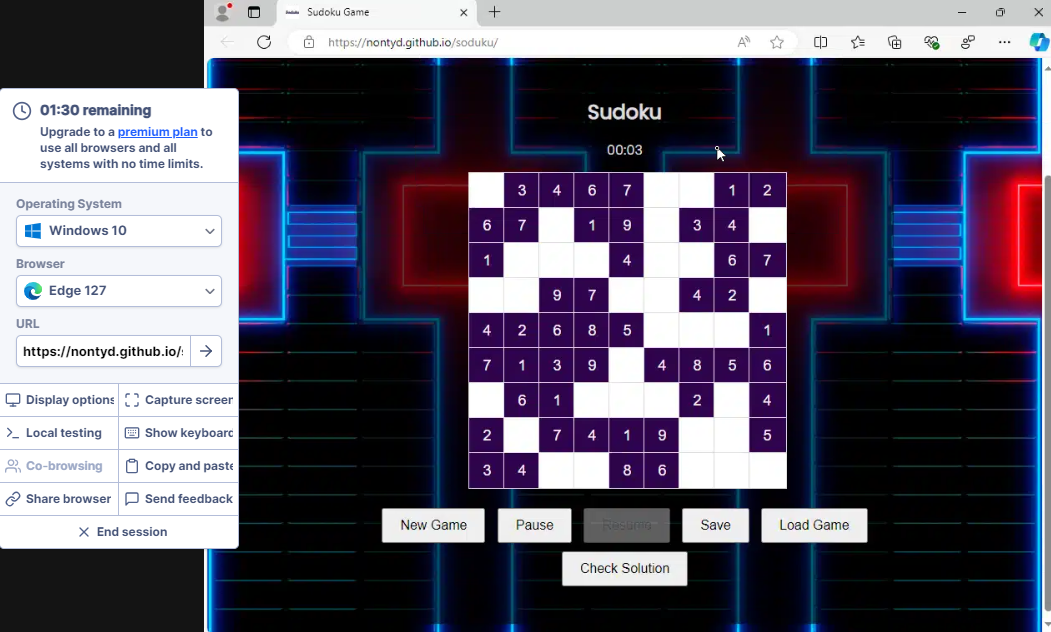 Sudoku Game
https://nontyd.github.io/soduku/
01:30 remaining
Upgrade to a premium plan to
use all browsers and all
systems with no time limits.
Operating System
Windows 10
Browser
Edge 127
URL
https://nontyd.github.io/
Display options
Capture screen
Local testing
Show keyboard
Co-browsing
Copy and paste
Share browser
Send feedback
End session
Sudoku
00:03
3 4 6 7 1 2
6 7 1 9 3 4
1 4 6 7
9 7 4 2
4 2 6 8 5 1
7 1 3 9 4 8 5 6
6 1 2 4
2 7 4 1 9 5
3 4 8 6
New Game
Pause
Resume
Save
Load Game
Check Solution